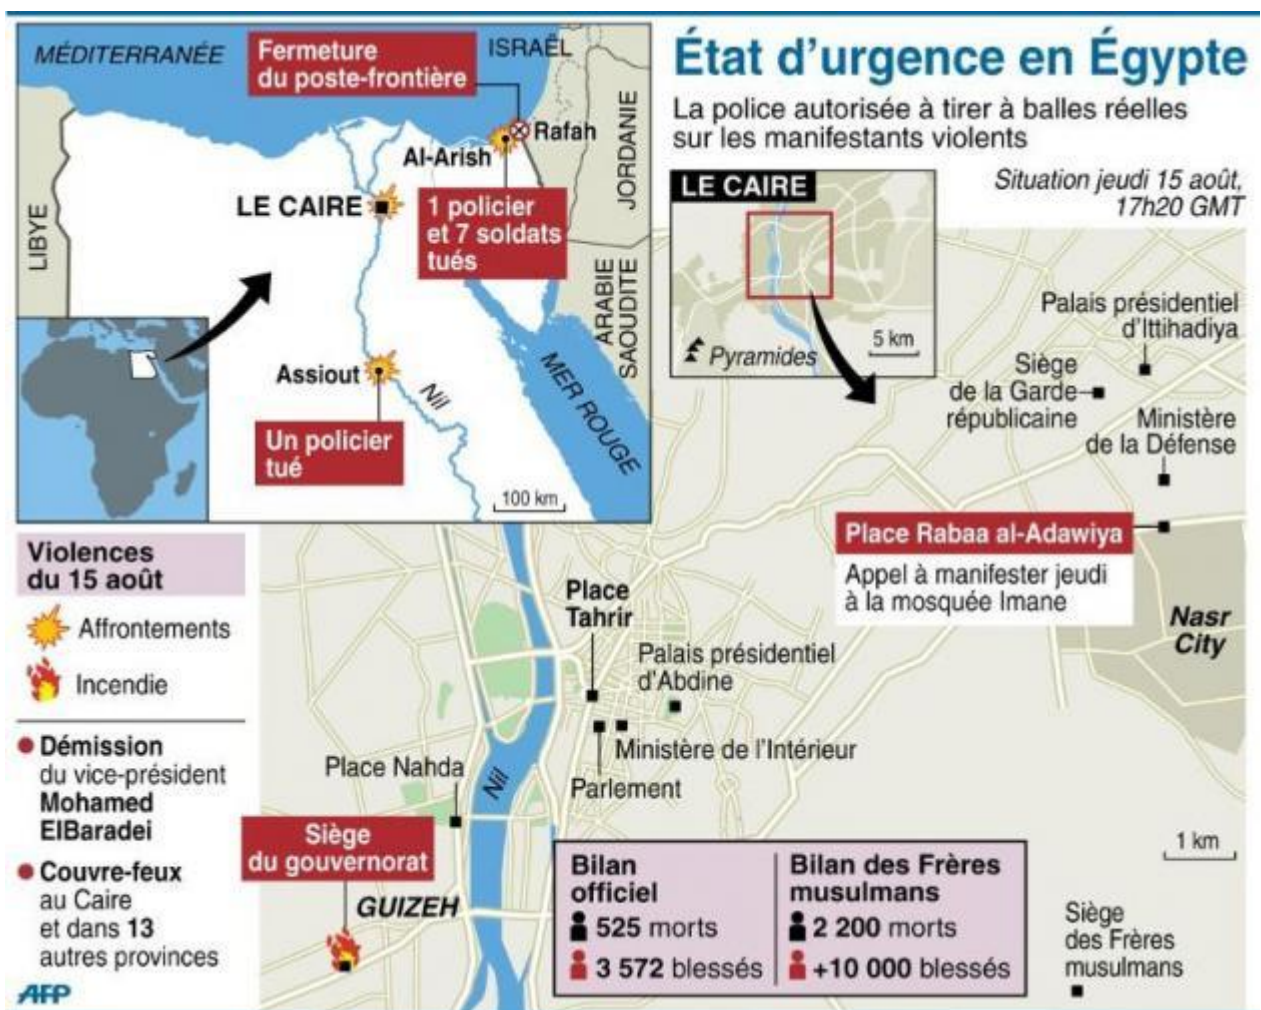 État d’urgence en Égypte
La police autorisée à tirer à balles réelles
sur les manifestants violents
Situation jeudi 15 août,
17h20 GMT
MÉDITERRANÉE
Fermeture
du poste-frontière
ISRAËL
JORDANIE
Rafah
Al-Arish
LE CAIRE
1 policier
et 7 soldats
tués
LIBYE
ARABIE
SAOUDITE
MER ROUGE
Assiout
Nil
Un policier
tué
100 km
LE CAIRE
Pyramides
5 km
Palais présidentiel
d’Ittihadiya
Siège
de la Garde
républicaine
Ministère
de la Défense
Place Rabaa al-Adawiya
Appel à manifester jeudi
à la mosquée Imane
Nasr
City
Violences
du 15 août
Affrontements
Incendie
Démission
du vice-président
Mohamed
ElBaradei
Couvre-feux
au Caire
et dans 13
autres provinces
AFP
Place
Tahrir
Palais présidentiel
d’Abdine
Ministère de l’Intérieur
Parlement
Place Nahda
Nil
Siège
du gouvernorat
GUIZEH
Bilan
officiel
525 morts
3 572 blessés
Bilan des Frères
musulmans
2 200 morts
+10 000 blessés
1 km
Siège
des Frères
musulmans